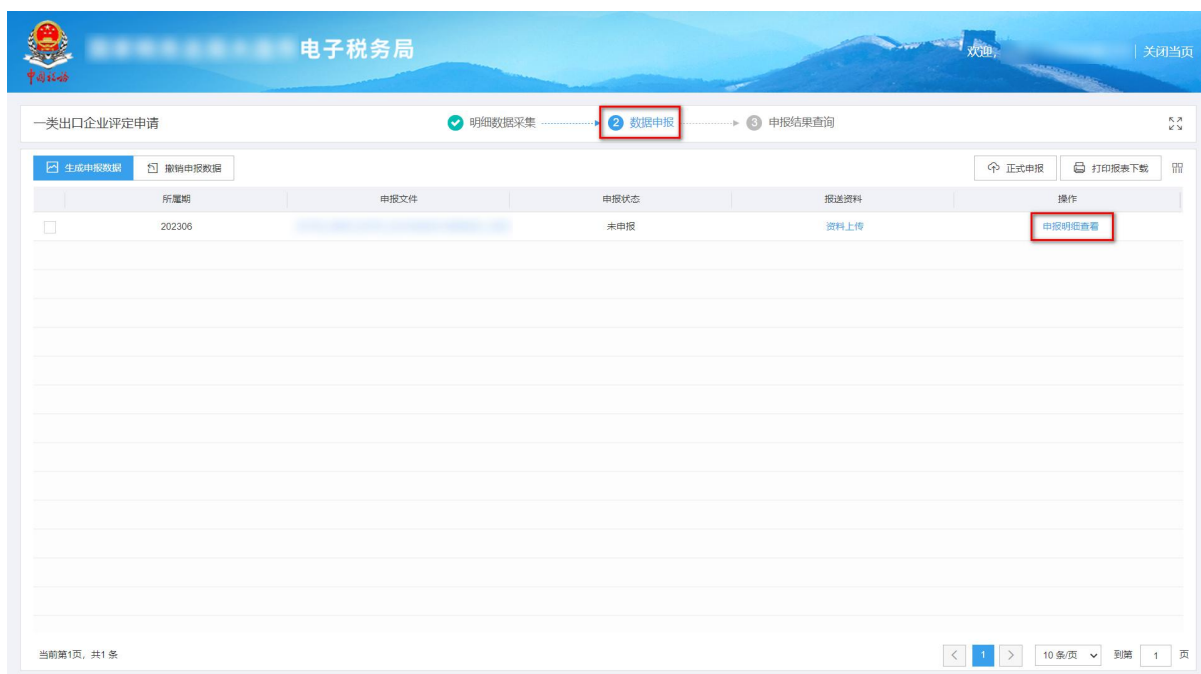 电子税务局
欢迎,
关闭当页
中国税务
一类出口企业评定申请
明细数据采集
2 数据申报
3 申报结果查询
生成申报数据
撤销申报数据
正式申报
打印报表下载
所属期 申报文件 申报状态 报送资料 操作
202306 未申报 资料上传 申报明细查看
当前第1页，共1条
1
10 条/页
到第 1 页